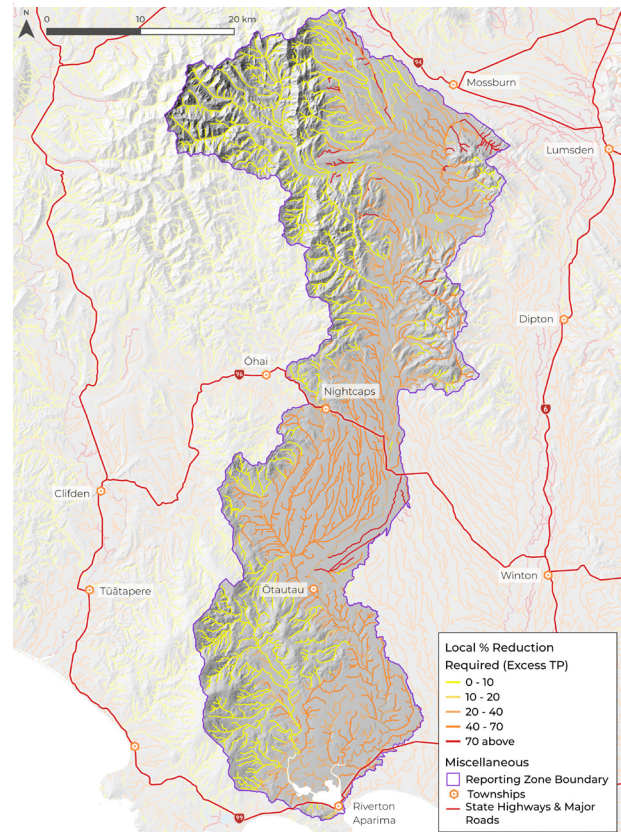 N
0 10 20 km
94
Mossburn
Lumsden
Dipton
Ōhai
96
Nightcaps
6
Clifden
Tūātapere
Ōtautau
Winton
99
Riverton
Aparima
Local % Reduction
Required (Excess TP)
0 - 10
10 - 20
20 - 40
40 - 70
70 above
Miscellaneous
Reporting Zone Boundary
Townships
State Highways & Major
Roads